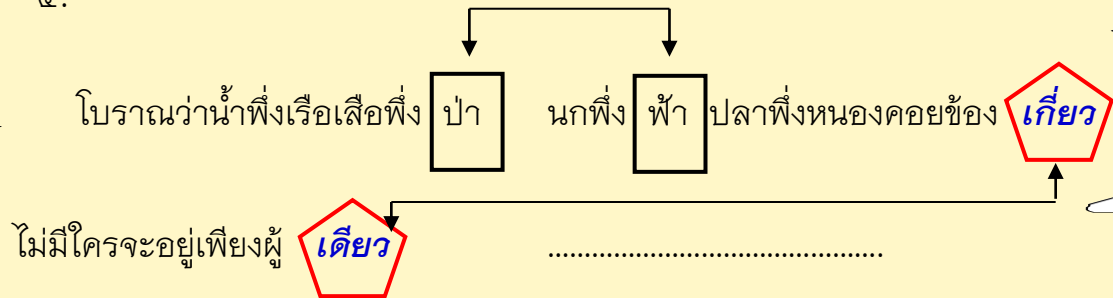 ๕.
โบราณว่าน้ำพึ่งเรือเสือพึ่ง ป่า นกพึ่ง ฟ้า ปลาพึ่งหนองคอยข้อง เกี่ยว
ไม่มีใครจะอยู่เพียงผู้ เดียว ..............................................